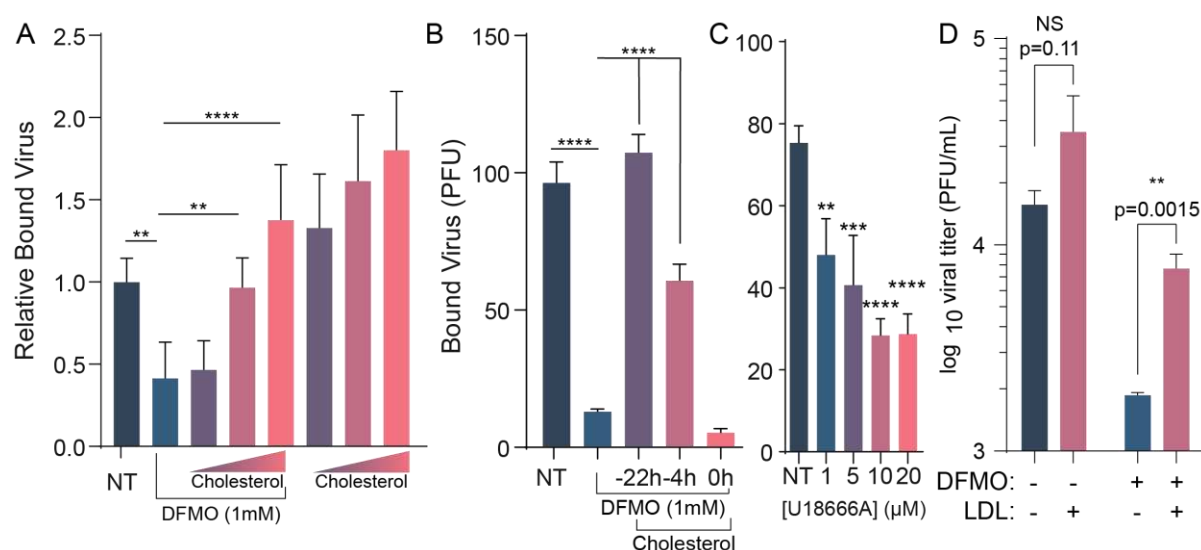 A
Relative Bound Virus
2.5
2.0
1.5
1.0
0.5
0.0
**
**
****
NT
Cholesterol
Cholesterol
DFMO (1mM)
B
Bound Virus (PFU)
150
100
50
0
****
****
NT
-22h -4h 0h
DFMO (1mM)
Cholesterol
C
100
80
60
40
20
0
**
***
****
****
NT 1 5 10 20
[U18666A] (µM)
D
log 10 viral titer (PFU/mL)
5
4
3
NS
p=0.11
**
p=0.0015
DFMO: - - + +
LDL: - + - +